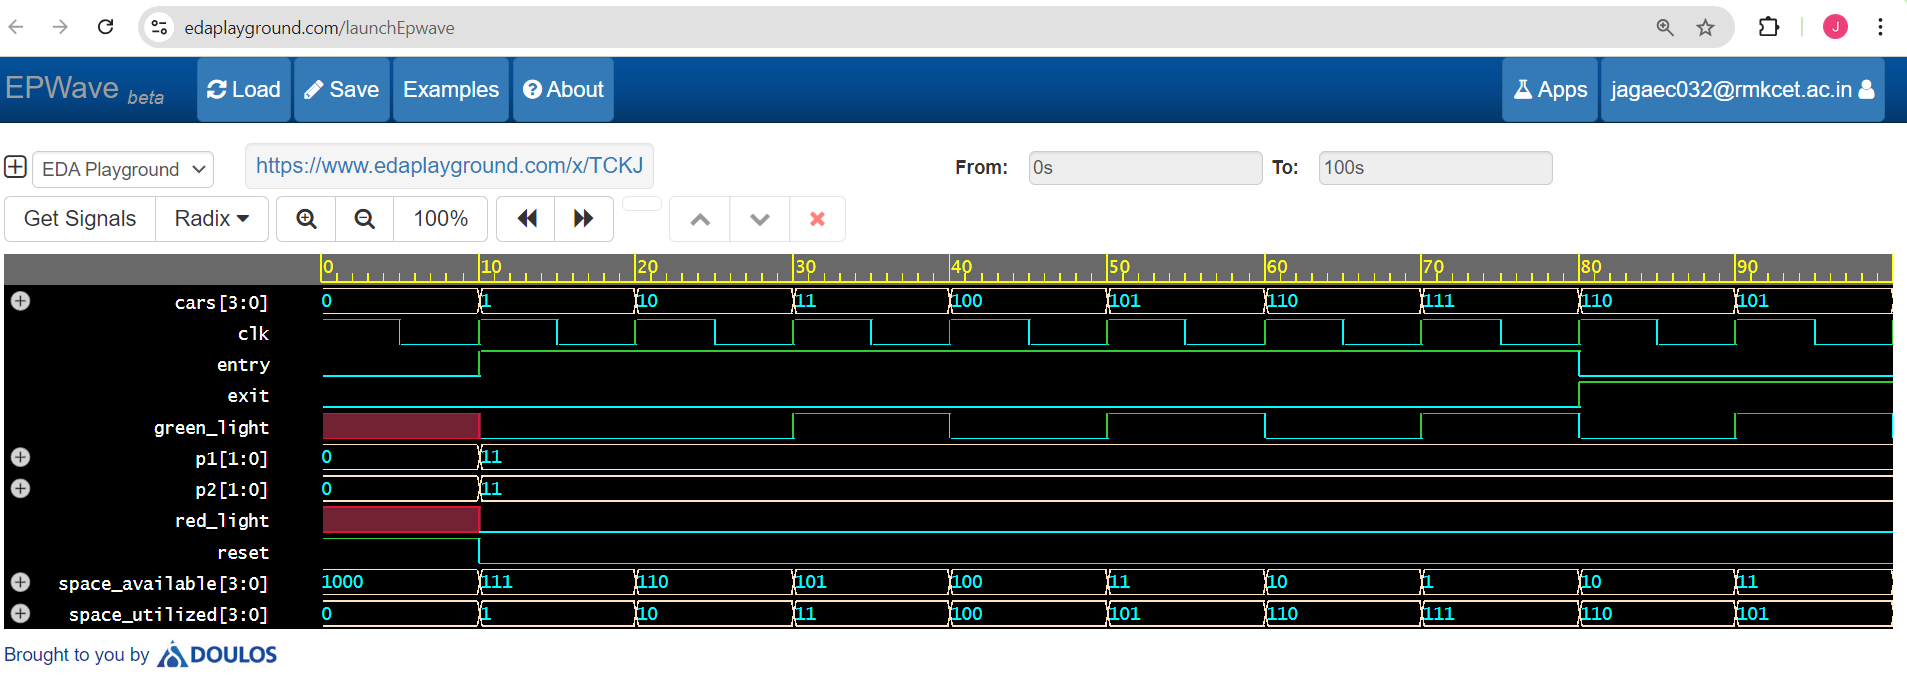 edaplayground.com/launchEpwave
J
EPWave beta
Load
Save
Examples
About
Apps
jagaec032@rmkcet.ac.in
EDA Playground
https://www.edaplayground.com/x/TCKJ
From: 0s To: 100s
Get Signals
Radix
100%
0 10 20 30 40 50 60 70 80 90
cars[3:0] 0 1 10 11 100 101 110 111 110 101
clk
entry
exit
green_light
p1[1:0] 0 11
p2[1:0] 0 11
red_light
reset
space_available[3:0] 1000 111 110 101 100 11 10 1 10 11
space_utilized[3:0] 0 1 10 11 100 101 110 111 110 101
Brought to you by DOULOS